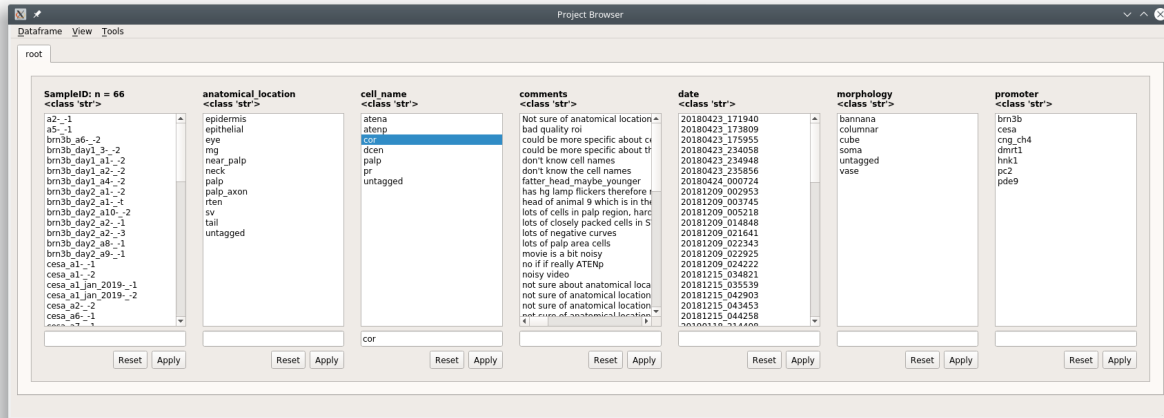 Project Browser
Dataframe View Tools
root
SampleID: n = 66
<class 'str'>
a2-_-1
a5-_-1
brn3b_a6-_-2
brn3b_day1_3-_-2
brn3b_day1_a1-_-2
brn3b_day1_a2-_-2
brn3b_day1_a4-_-2
brn3b_day2_a1-_-2
brn3b_day2_a1-_-t
brn3b_day2_a10-_-2
brn3b_day2_a2-_-1
brn3b_day2_a2-_-3
brn3b_day2_a8-_-1
brn3b_day2_a9-_-1
cesa_a1-_-1
cesa_a1-_-2
cesa_a1_jan_2019-_-1
cesa_a1_jan_2019-_-2
cesa_a2-_-2
cesa_a6-_-1
cesa_a7-_-1
Reset Apply
anatomical_location
<class 'str'>
epidermis
epithelial
eye
mg
near_palp
neck
palp
palp_axon
rten
sv
tail
untagged
Reset Apply
cell_name
<class 'str'>
atena
atenp
cor
dcen
palp
pr
untagged
cor
Reset Apply
comments
<class 'str'>
Not sure of anatomical location
bad quality roi
could be more specific about ce
could be more specific about th
don't know cell names
don't know the cell names
fatter_head_maybe_younger
has hg lamp flickers therefore
head of animal 9 which is in the
lots of cells in palp region, hard
lots of closely packed cells in S
lots of negative curves
lots of palp area cells
movie is a bit noisy
no if if really ATENp
noisy video
not sure about anatomical loca
not sure of anatomical location
not sure of anatomical location
not sure of anatomical location
Reset Apply
date
<class 'str'>
20180423_171940
20180423_173809
20180423_175955
20180423_234058
20180423_234948
20180423_235856
20180424_000724
20181209_002953
20181209_003745
20181209_005218
20181209_014848
20181209_021641
20181209_022343
20181209_022925
20181209_024222
20181215_034821
20181215_035539
20181215_042903
20181215_043453
20181215_044258
Reset Apply
morphology
<class 'str'>
bannana
columnar
cube
soma
untagged
vase
Reset Apply
promoter
<class 'str'>
brn3b
cesa
cng_ch4
dmrt1
hnk1
pc2
pde9
Reset Apply